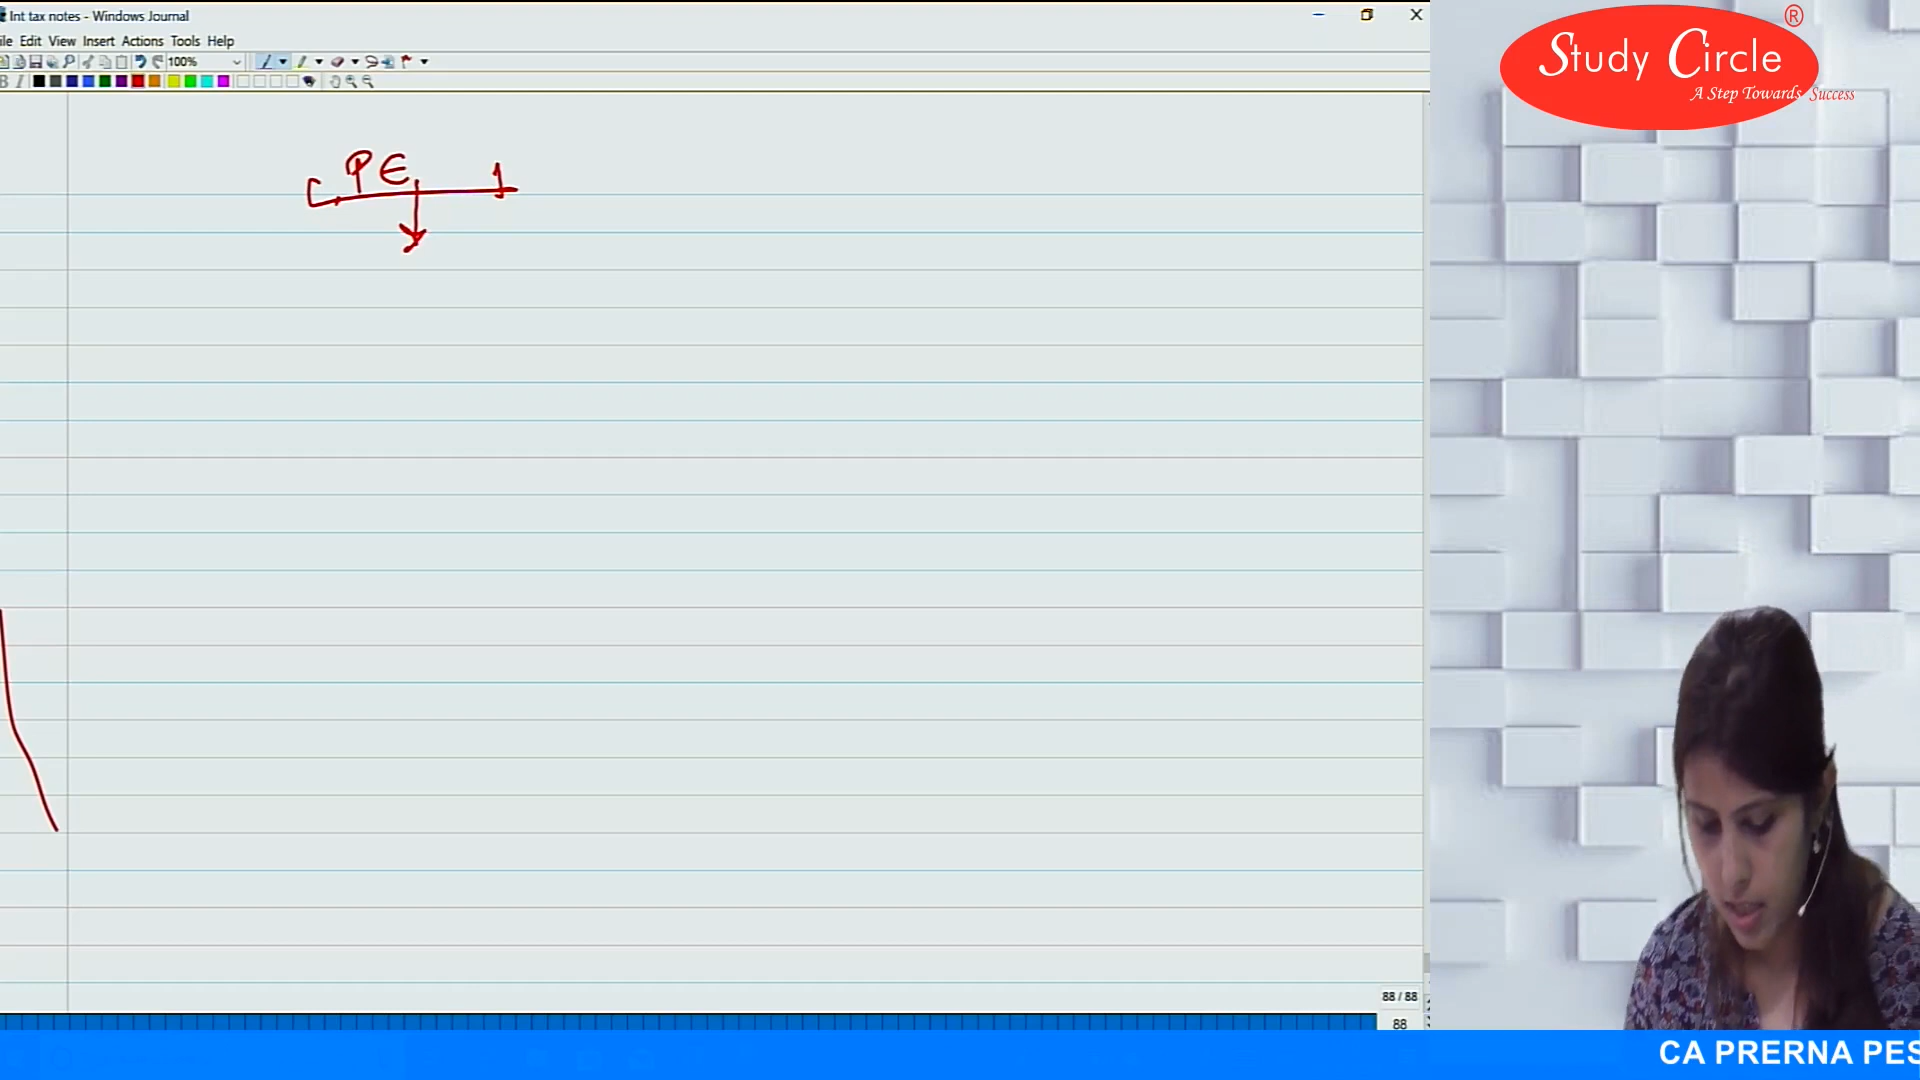 Int tax notes - Windows Journal
ile Edit View Insert Actions Tools Help
100%
B I
PE
Study Circle ®
A Step Towards Success
88 / 88
88
CA PRERNA PES